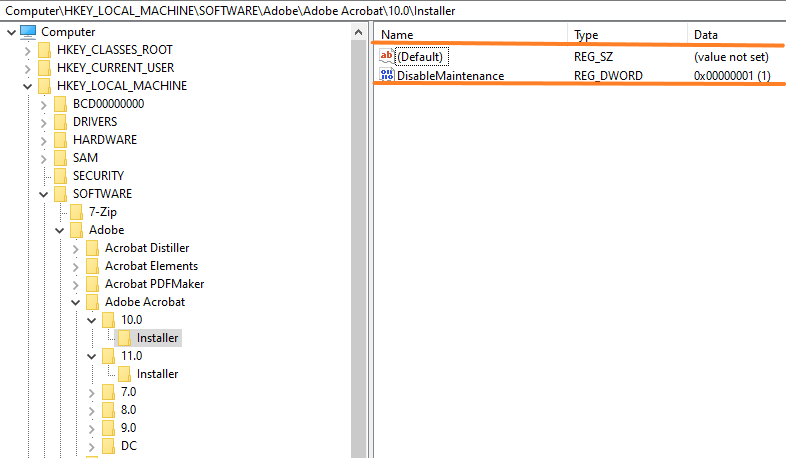 Computer\HKEY_LOCAL_MACHINE\SOFTWARE\Adobe\Adobe Acrobat\10.0\Installer
Computer
HKEY_CLASSES_ROOT
HKEY_CURRENT_USER
HKEY_LOCAL_MACHINE
BCD00000000
DRIVERS
HARDWARE
SAM
SECURITY
SOFTWARE
7-Zip
Adobe
Acrobat Distiller
Acrobat Elements
Acrobat PDFMaker
Adobe Acrobat
10.0
Installer
11.0
Installer
7.0
8.0
9.0
DC
Name Type Data
(Default) REG_SZ (value not set)
DisableMaintenance REG_DWORD 0x00000001 (1)